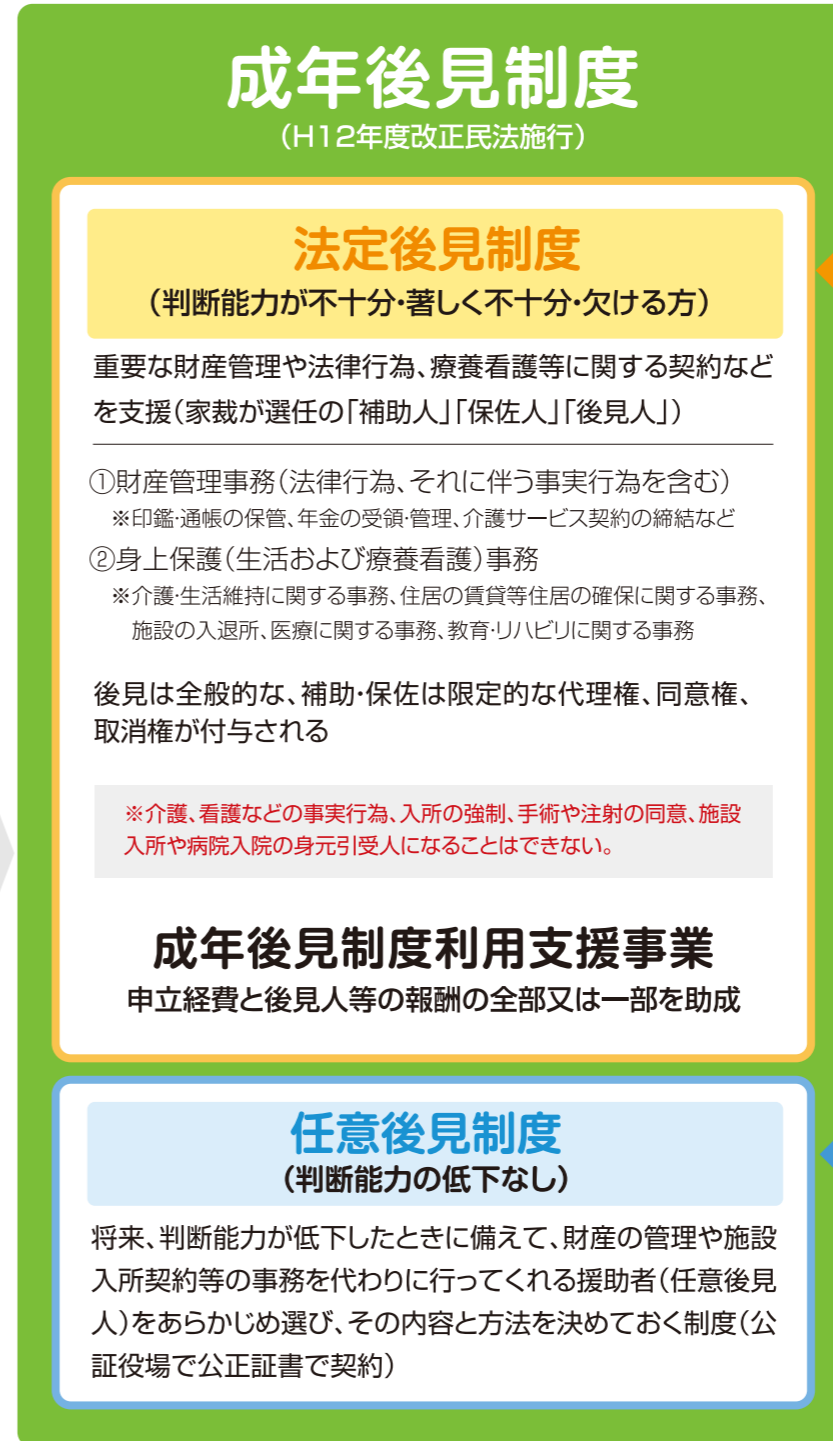 成年後見制度
（H12年度改正民法施行）
法定後見制度
（判断能力が不十分・著しく不十分・欠ける方）
重要な財産管理や法律行為、療養看護等に関する契約など
を支援（家裁が選任の「補助人」「保佐人」「後見人」）
①財産管理事務（法律行為、それに伴う事実行為を含む）
※印鑑・通帳の保管、年金の受領・管理、介護サービス契約の締結など
②身上保護（生活および療養看護）事務
※介護・生活維持に関する事務、住居の賃貸等住居の確保に関する事務、
施設の入退所、医療に関する事務、教育・リハビリに関する事務
後見は全般的な、補助・保佐は限定的な代理権、同意権、
取消権が付与される
※介護、看護などの事実行為、入所の強制、手術や注射の同意、施設
入所や病院入院の身元引受人になることはできない。
成年後見制度利用支援事業
申立経費と後見人等の報酬の全部又は一部を助成
任意後見制度
（判断能力の低下なし）
将来、判断能力が低下したときに備えて、財産の管理や施設
入所契約等の事務を代わりに行ってくれる援助者（任意後見
人）をあらかじめ選び、その内容と方法を決めておく制度（公
証役場で公正証書で契約）